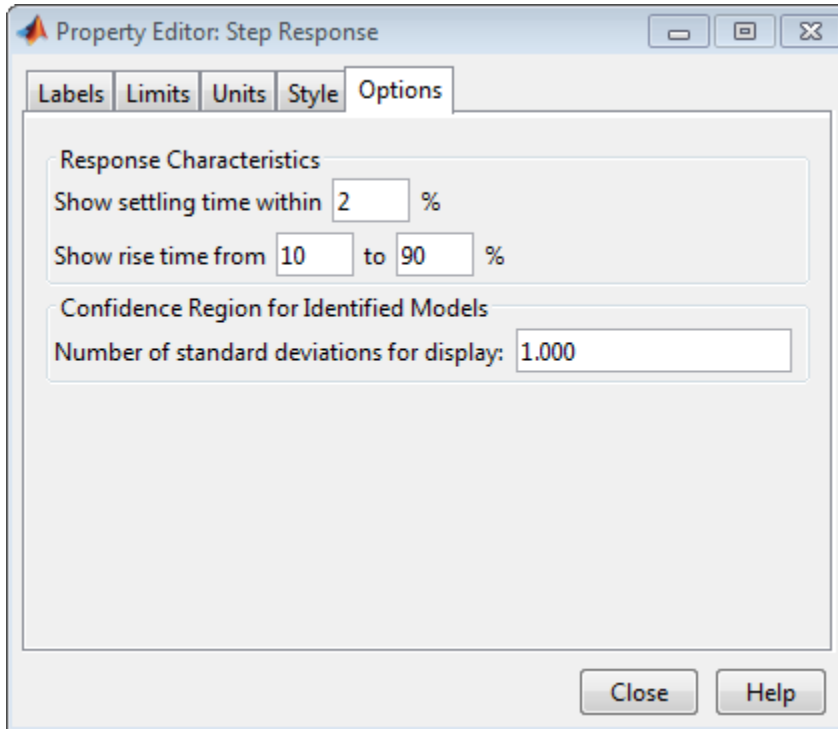 Property Editor: Step Response
Labels Limits Units Style Options
Response Characteristics
Show settling time within 2 %
Show rise time from 10 to 90 %
Confidence Region for Identified Models
Number of standard deviations for display: 1.000
Close Help